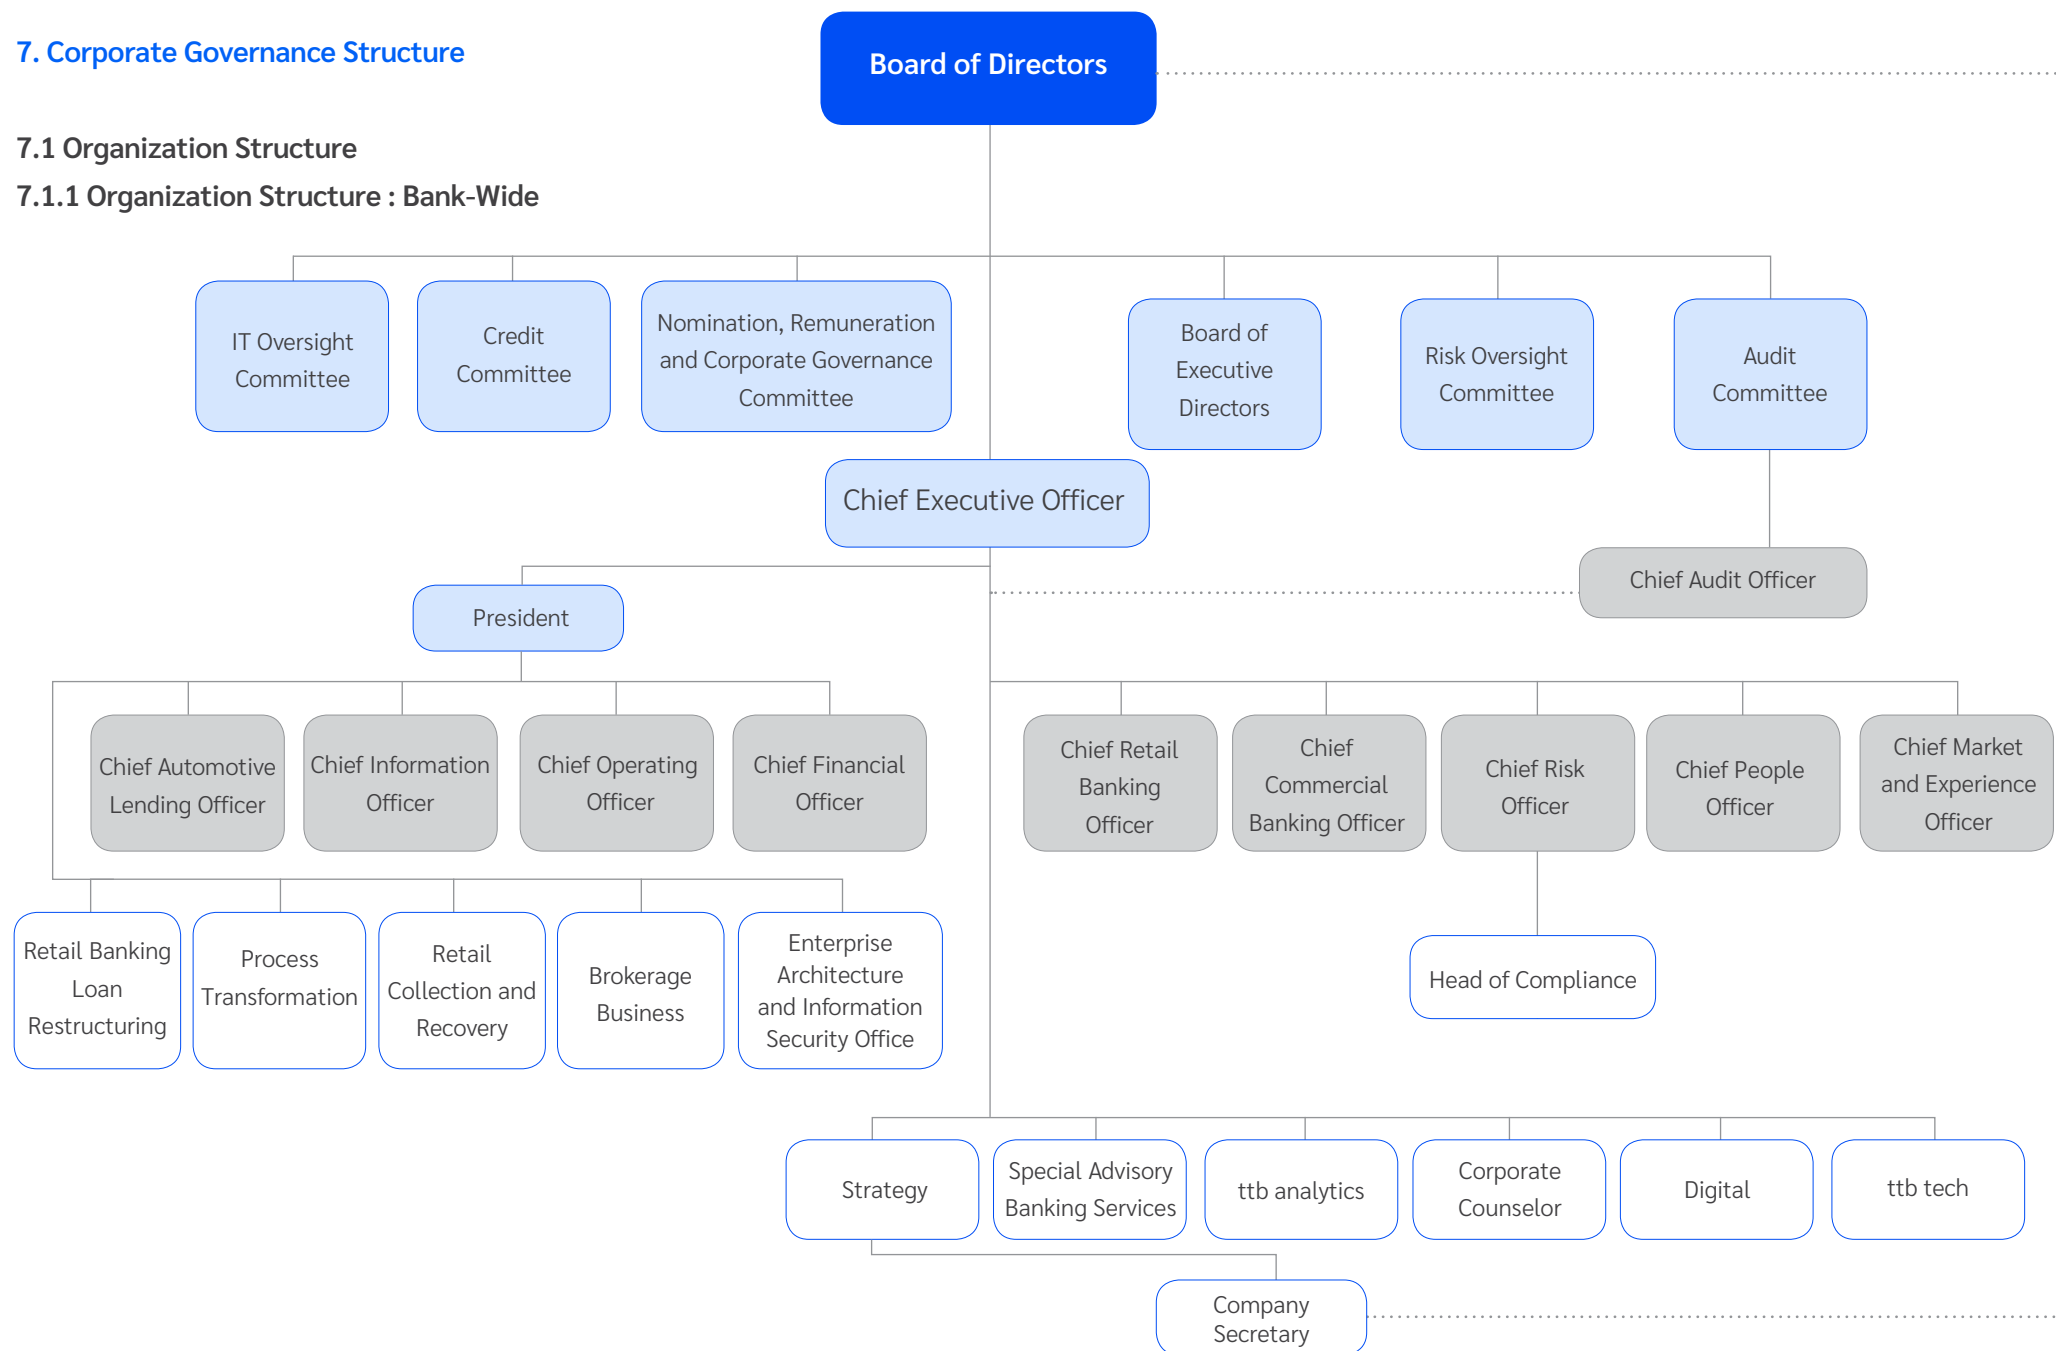 7. Corporate Governance Structure
Board of Directors
7.1 Organization Structure
7.1.1 Organization Structure : Bank-Wide
IT Oversight
Committee
Credit
Committee
Nomination, Remuneration
and Corporate Governance
Committee
Board of
Executive
Directors
Risk Oversight
Committee
Audit
Committee
Chief Executive Officer
Chief Audit Officer
President
Chief Automotive
Lending Officer
Chief Information
Officer
Chief Operating
Officer
Chief Financial
Officer
Chief Retail
Banking
Officer
Chief
Commercial
Banking Officer
Chief Risk
Officer
Chief People
Officer
Chief Market
and Experience
Officer
Retail Banking
Loan
Restructuring
Process
Transformation
Retail
Collection and
Recovery
Brokerage
Business
Enterprise
Architecture
and Information
Security Office
Head of Compliance
Strategy
Special Advisory
Banking Services
ttb analytics
Corporate
Counselor
Digital
ttb tech
Company
Secretary